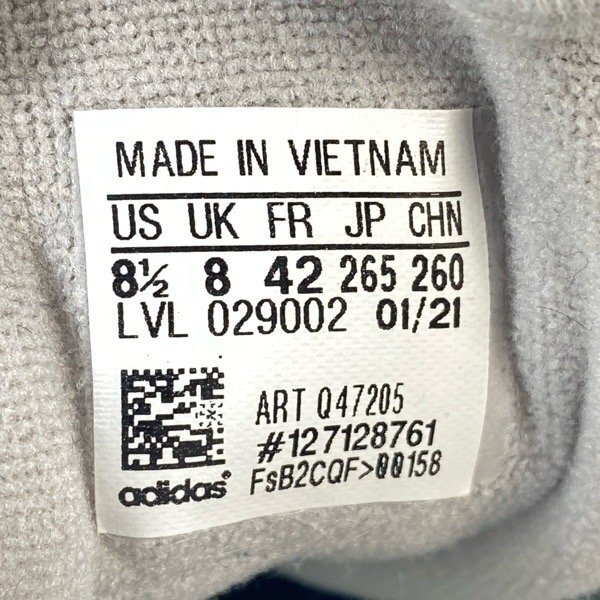 MADE IN VIETNAM
US UK FR JP CHN
8½ 8 42 265 260
LVL 029002 01/21
ART Q47205
#127128761
adidas® FsB2CQF>00158